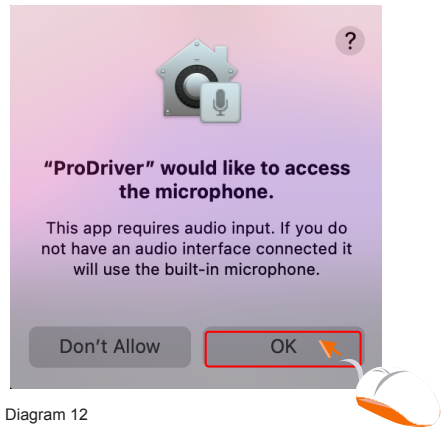 ?
“ProDriver” would like to access
the microphone.
This app requires audio input. If you do
not have an audio interface connected it
will use the built-in microphone.
Don’t Allow
OK
Diagram 12